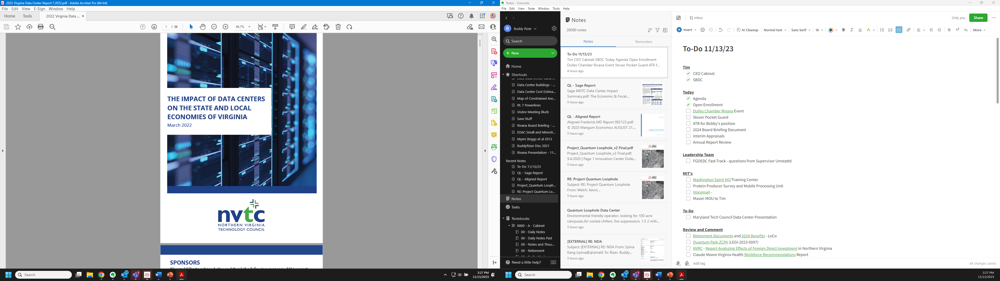 2022 Virginia Data Center Report 7.2022.pdf - Adobe Acrobat Pro (64-bit)
File Edit View E-Sign Window Help
Home Tools 2022 Virginia Data ... ×
1 / 34 66.7%
THE IMPACT OF DATA CENTERS
ON THE STATE AND LOCAL
ECONOMIES OF VIRGINIA
March 2022
nvtc
NORTHERN VIRGINIA
TECHNOLOGY COUNCIL
SPONSORS
Search
3:27 PM
11/15/2023
Notes - Evernote
File Edit View Note Window Tools Help
B Buddy Rizer
Search
New
Home
Shortcuts
Data Center Buildings - ...
Data Center Cost Estima...
Map of Constrained Are...
Rt. 7 Powerlines
Visitor Meeting Blurb
Save Stuff
Rivana Board Briefing - ...
EDAC Small and Minorit...
Myers Briggs et al 2013
BuddyRizer Disc 2021
Rivana Presentation - 11...
Recent Notes
To-Do 11/13/23
QL - Sage Report
QL - Aligned Report
Project_Quantum Looph...
RE: Project Quantum Lo...
Notes
Tasks
Notebooks
0000 - A - Cabinet
00 - Daily Notes
00 - Daily Notes Past
00 - Notes and Thou...
00 - Retirement
Need a little help?
Notes
28080 notes
Notes Reminders
To-Do 11/13/23
Tim CEO Cabinet SBDC Today Agenda Open Enrollment
Dulles Chamber Rivana Event Stover Pocket Guard ATR f...
4 hours ago
QL - Sage Report
Sage MDTC Data Center Impact
Summary.pdf: The Economic & Fiscal...
5 hours ago
QL - Aligned Report
Aligned Frederick MD Report 082123.pdf:
© 2023 Mangum Economics AUGUST 21,...
5 hours ago
Project_Quantum Loophole_v2 Final.pdf
Project_Quantum Loophole_v2 Final.pdf:
9.4.2020 | Page 1 Innovation Center Dulle...
5 hours ago
RE: Project Quantum Loophole
Subject: RE: Project Quantum Loophole
From: Welch, Kevin...
5 hours ago
Quantum Loophole Data Center
Environmental friendly operator, looking for 100 acre
campuses.Air cooled chillers, fire suppression, 1.5 2 milli...
5 hours ago
[EXTERNAL] RE: NDA
Subject: [EXTERNAL] RE: NDA From: Sylvia
Kang (sylvia@ql.email) To: Rizer, Buddy...
5 hours ago
Inbox
Only you Share
Insert AI Cleanup Normal text Sans Serif 16 B I U A More
To-Do 11/13/23
Tim
CEO Cabinet
SBDC
Today
Agenda
Open Enrollment
Dulles Chamber Rivana Event
Stover Pocket Guard
ATR for Bobby's position
2024 Board Briefing Document
Interim Appraisals
Annual Report Review
Leadership Team
FGOEDC Fast-Track - questions from Supervisor Umstattd
MIT's
Washington Spirit HQ/Training Center
Protein Producer Survey and Mobile Processing Unit
Voicemail -
Mason MOU to Tim
To-Do
Maryland Tech Council Data Center Presentation
Review and Comment
Retirement Documents and 2024 Benefits - LoCo
Quantum Park ZCPA (LEGI-2023-0097)
NVRC - Report Analyzing Effects of Foreign Direct Investment in Northern Virginia
Claude Moore Virginia Health Workforce Recommendations Report
Add tag
All changes saved
Search
3:27 PM
11/15/2023